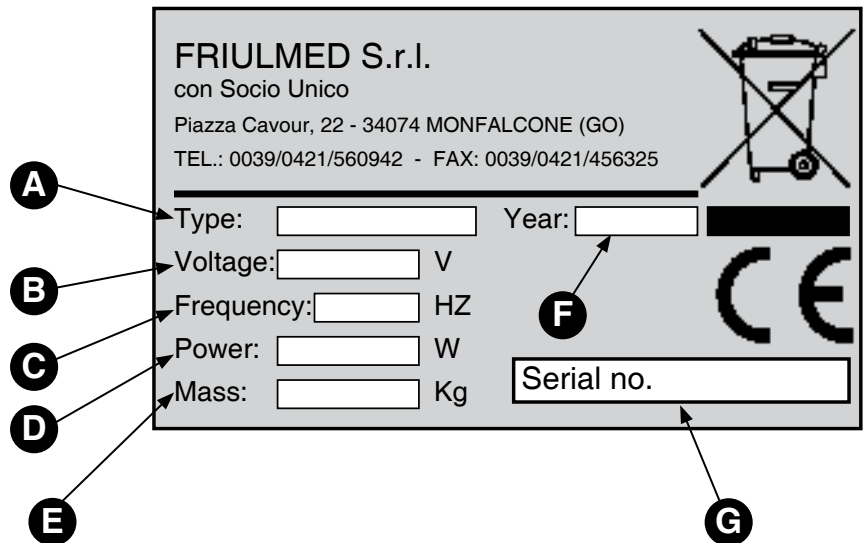 FRIULMED S.r.l.
con Socio Unico
Piazza Cavour, 22 - 34074 MONFALCONE (GO)
TEL.: 0039/0421/560942 - FAX: 0039/0421/456325
A
Type: Year:
B
Voltage: V
F
C
Frequency: HZ
CE
D
Power: W
Serial no.
E
Mass: Kg
G